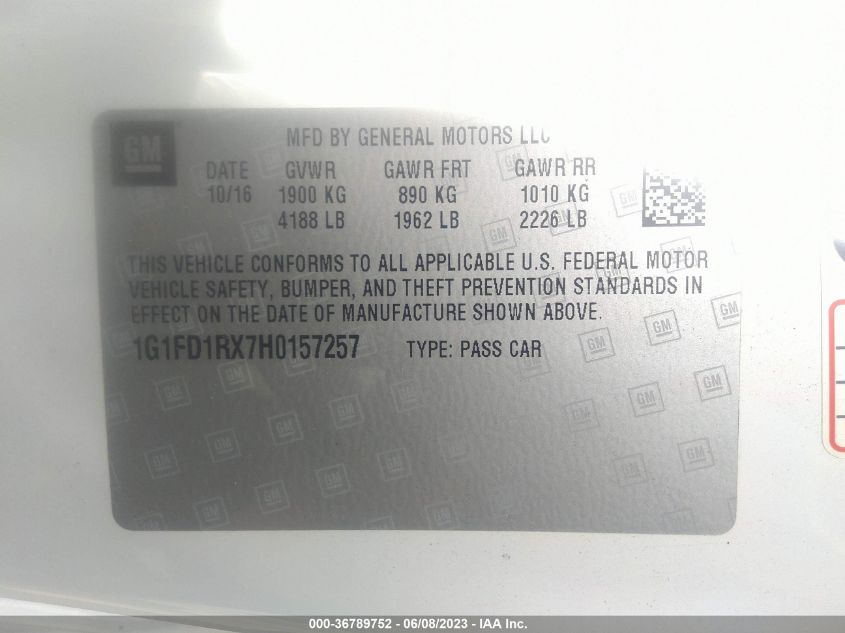 GM
MFD BY GENERAL MOTORS LLC
DATE GVWR GAWR FRT GAWR RR
10/16 1900 KG 890 KG 1010 KG
4188 LB 1962 LB 2226 LB
THIS VEHICLE CONFORMS TO ALL APPLICABLE U.S. FEDERAL MOTOR
VEHICLE SAFETY, BUMPER, AND THEFT PREVENTION STANDARDS IN
EFFECT ON THE DATE OF MANUFACTURE SHOWN ABOVE.
1G1FD1RX7H0157257 TYPE: PASS CAR
000-36789752 - 06/08/2023 - IAA Inc.